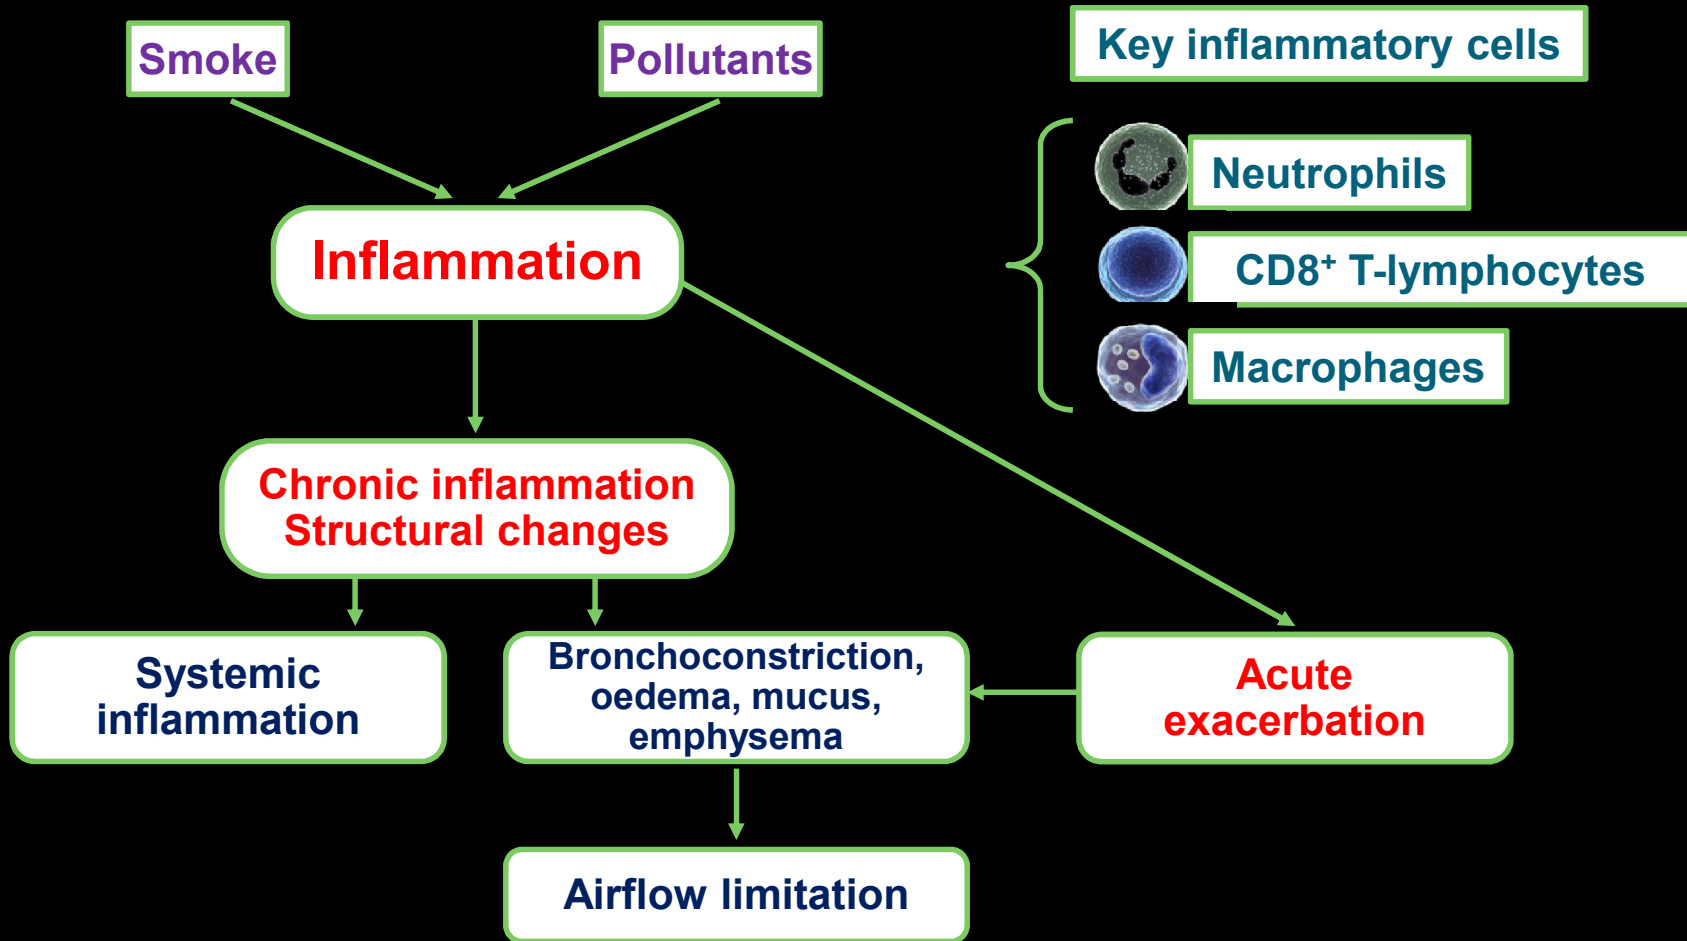 Smoke
Pollutants
Key inflammatory cells
Neutrophils
CD8⁺ T-lymphocytes
Macrophages
Inflammation
Chronic inflammation
Structural changes
Systemic
inflammation
Bronchoconstriction,
oedema, mucus,
emphysema
Acute
exacerbation
Airflow limitation